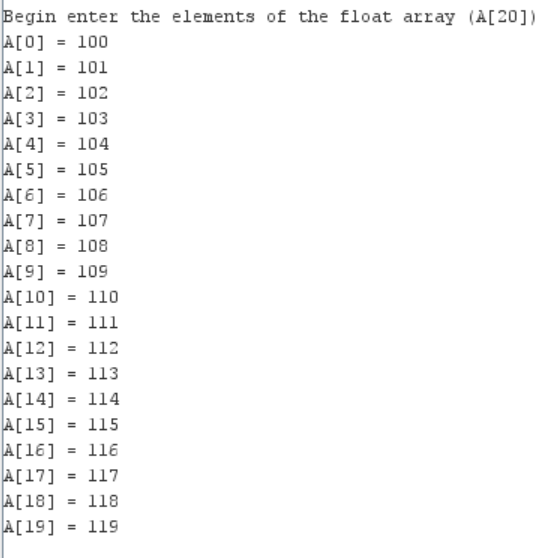 Begin enter the elements of the float array (A[20])
A[0] = 100
A[1] = 101
A[2] = 102
A[3] = 103
A[4] = 104
A[5] = 105
A[6] = 106
A[7] = 107
A[8] = 108
A[9] = 109
A[10] = 110
A[11] = 111
A[12] = 112
A[13] = 113
A[14] = 114
A[15] = 115
A[16] = 116
A[17] = 117
A[18] = 118
A[19] = 119